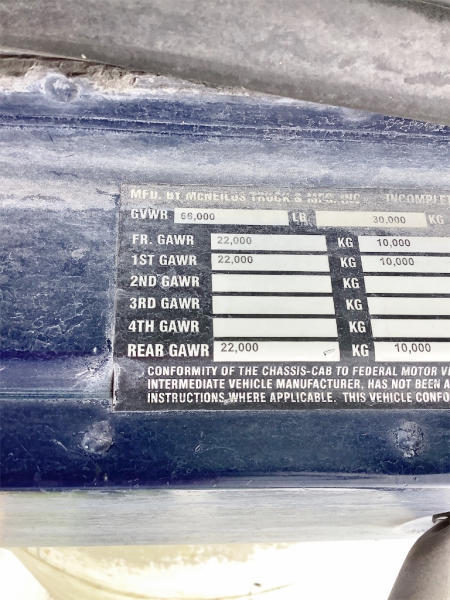 MFD. BY MCNEILUS TRUCK & MFG. INC. INCOMPLET
GVWR 66,000 LB 30,000 KG
FR. GAWR 22,000 KG 10,000
1ST GAWR 22,000 KG 10,000
2ND GAWR KG
3RD GAWR KG
4TH GAWR KG
REAR GAWR 22,000 KG 10,000
CONFORMITY OF THE CHASSIS-CAB TO FEDERAL MOTOR VE
INTERMEDIATE VEHICLE MANUFACTURER, HAS NOT BEEN A
INSTRUCTIONS WHERE APPLICABLE. THIS VEHICLE CONFO